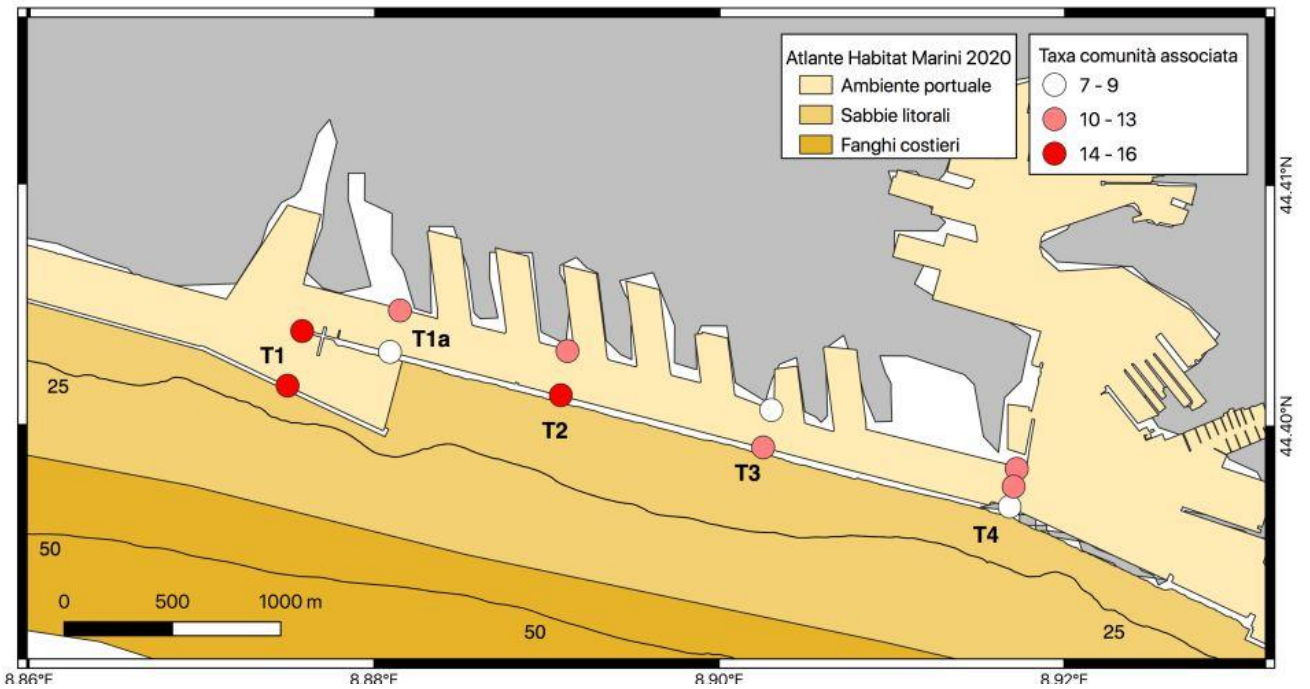 Atlante Habitat Marini 2020
Ambiente portuale
Sabbie litorali
Fanghi costieri
Taxa comunità associata
7 - 9
10 - 13
14 - 16
44.41°N
T1a
T1
25
T2
44.40°N
T3
T4
50
0 500 1000 m
50
25
8.86°E 8.88°E 8.90°E 8.92°E